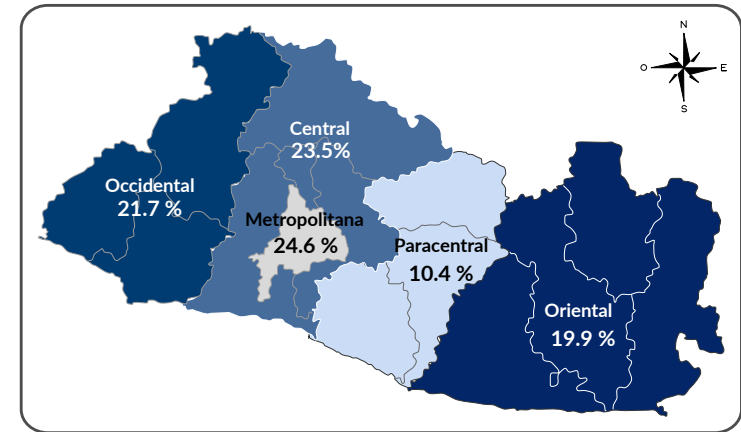 N
O
E
S
Central
23.5%
Occidental
21.7 %
Metropolitana
24.6 %
Paracentral
10.4 %
Oriental
19.9 %